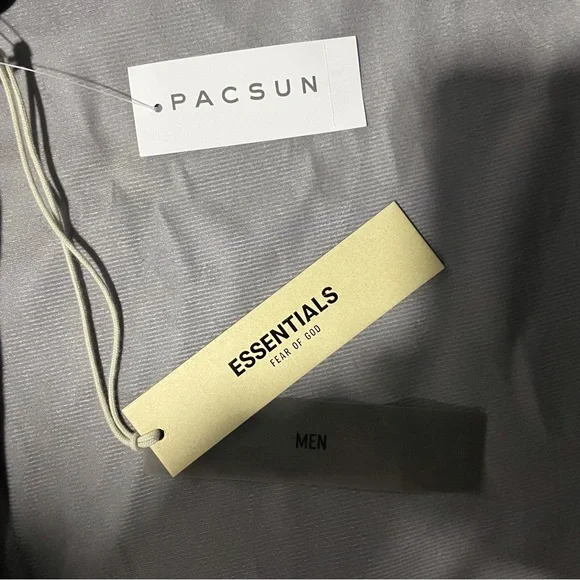 PACSUN
ESSENTIALS
FEAR OF GOD
MEN